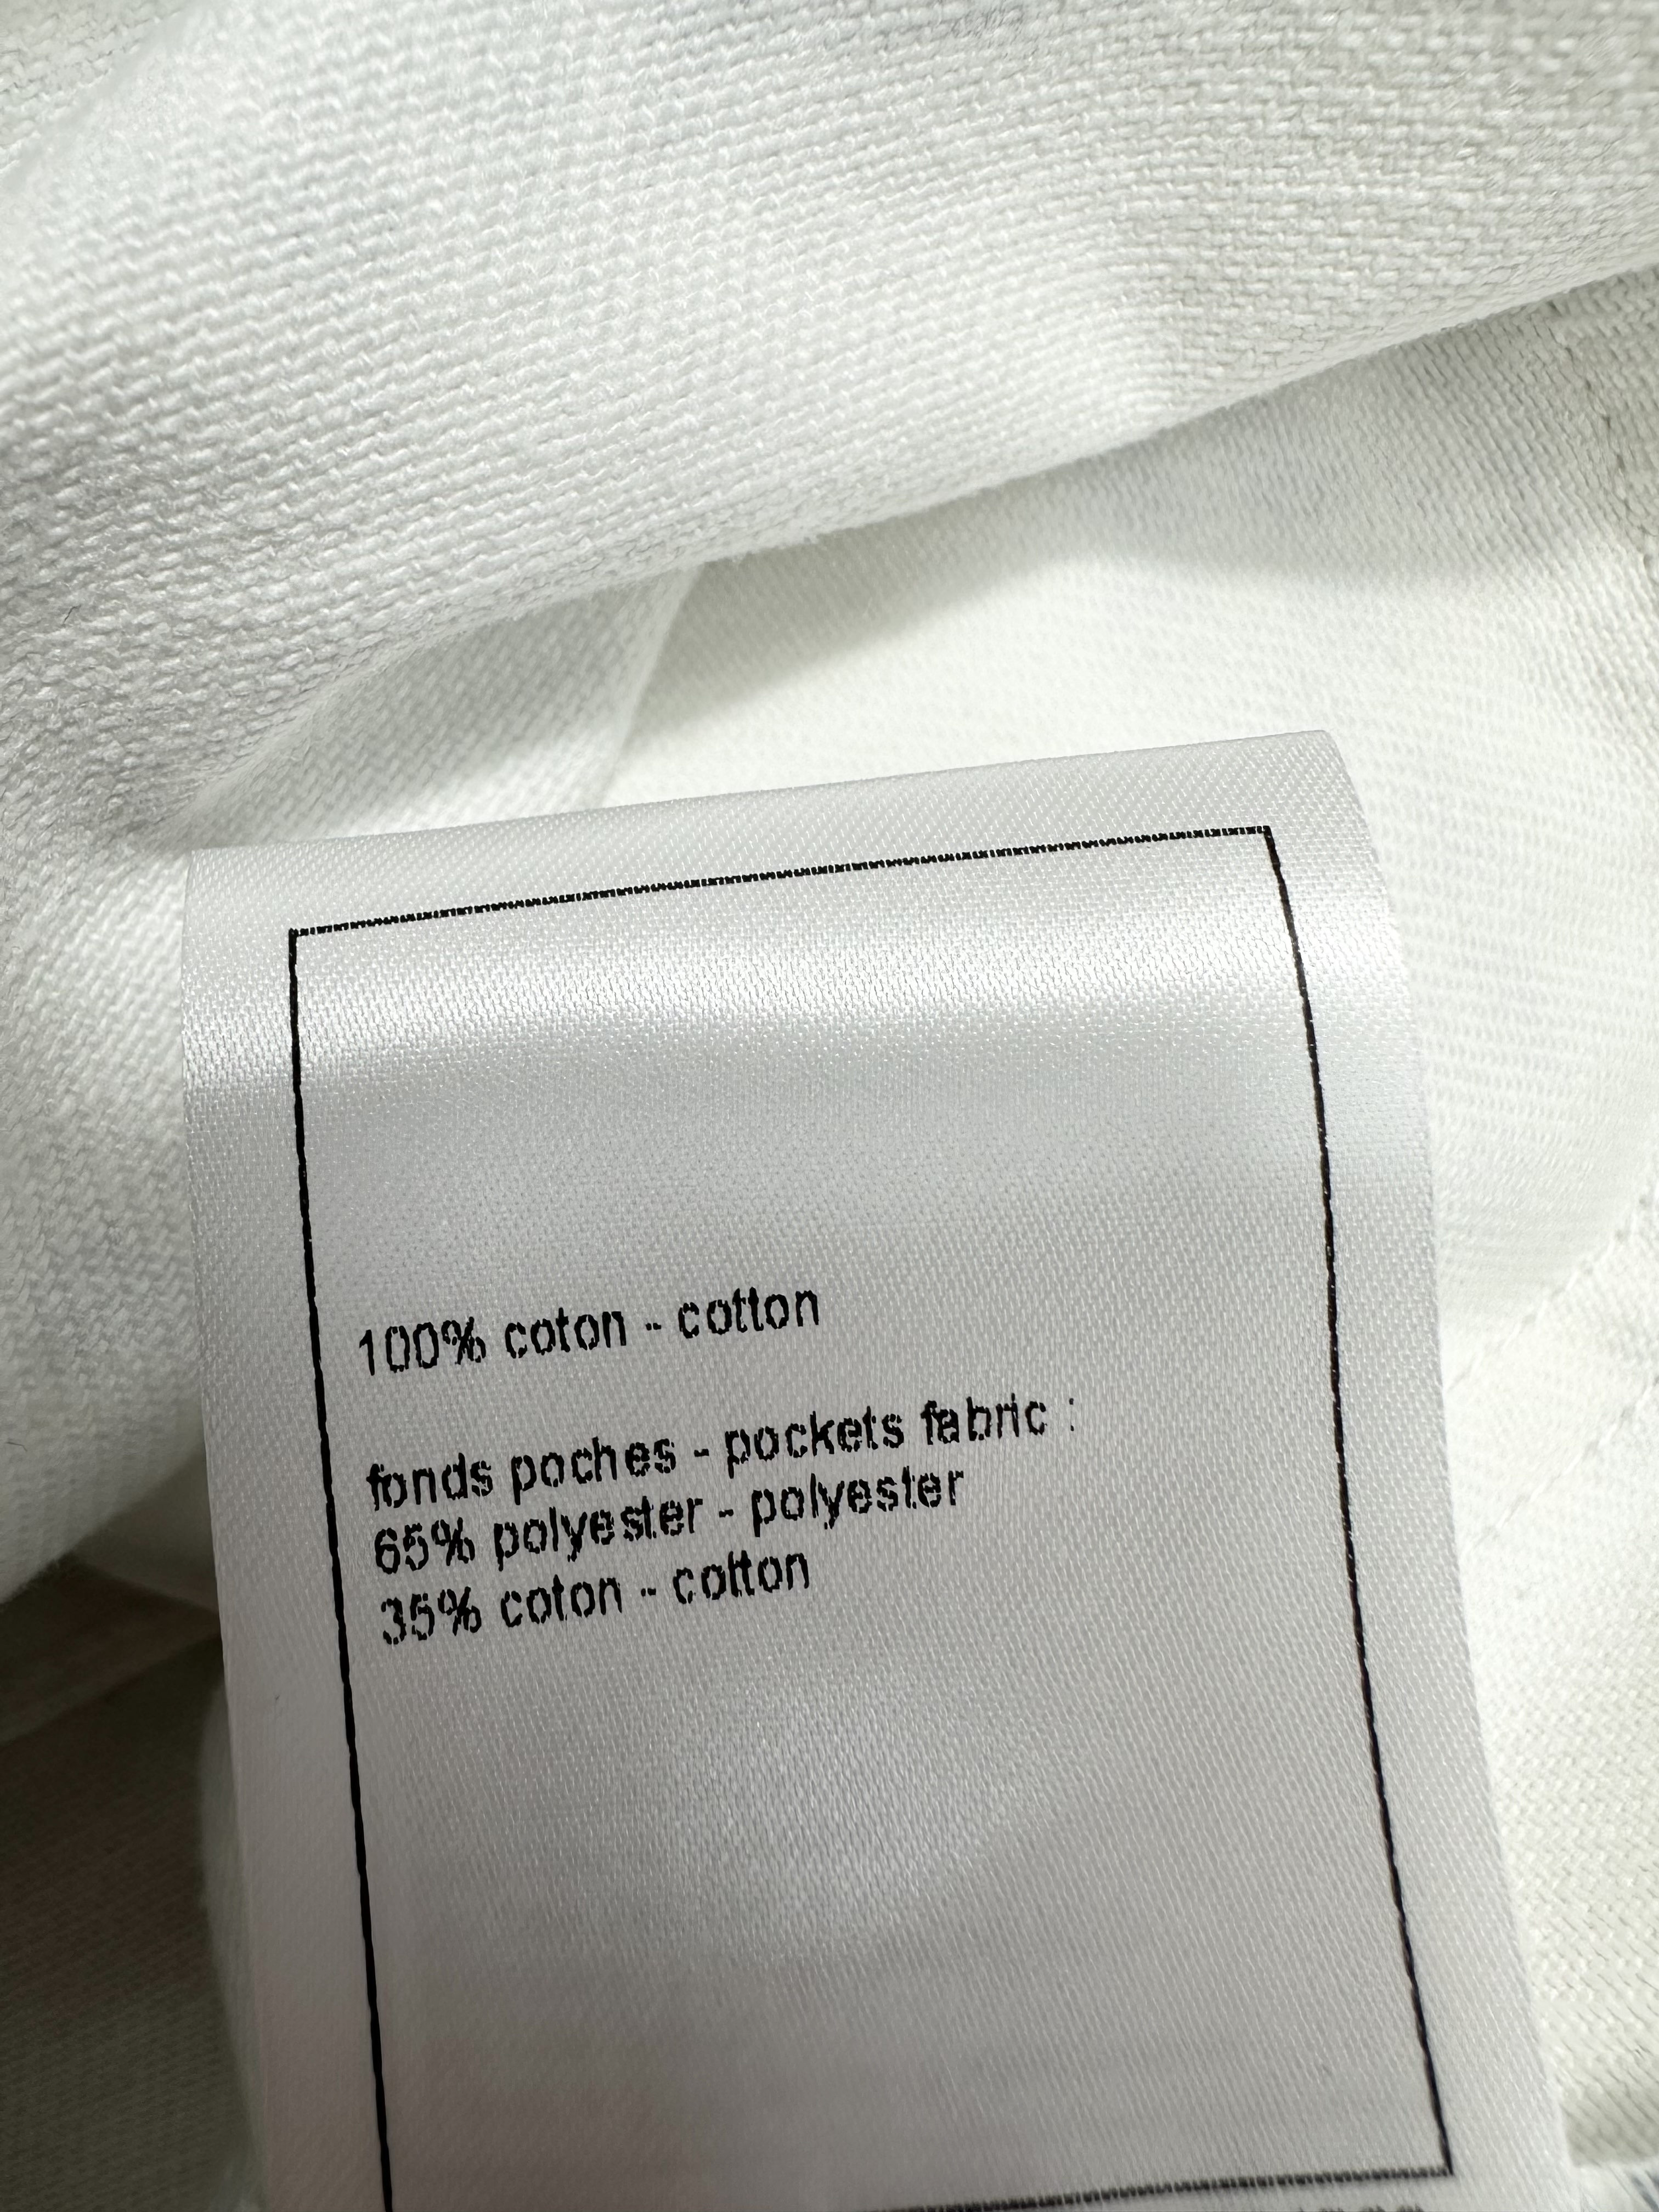 100% coton - cotton
fonds poches - pockets fabric :
65% polyester - polyester
35% coton - cotton